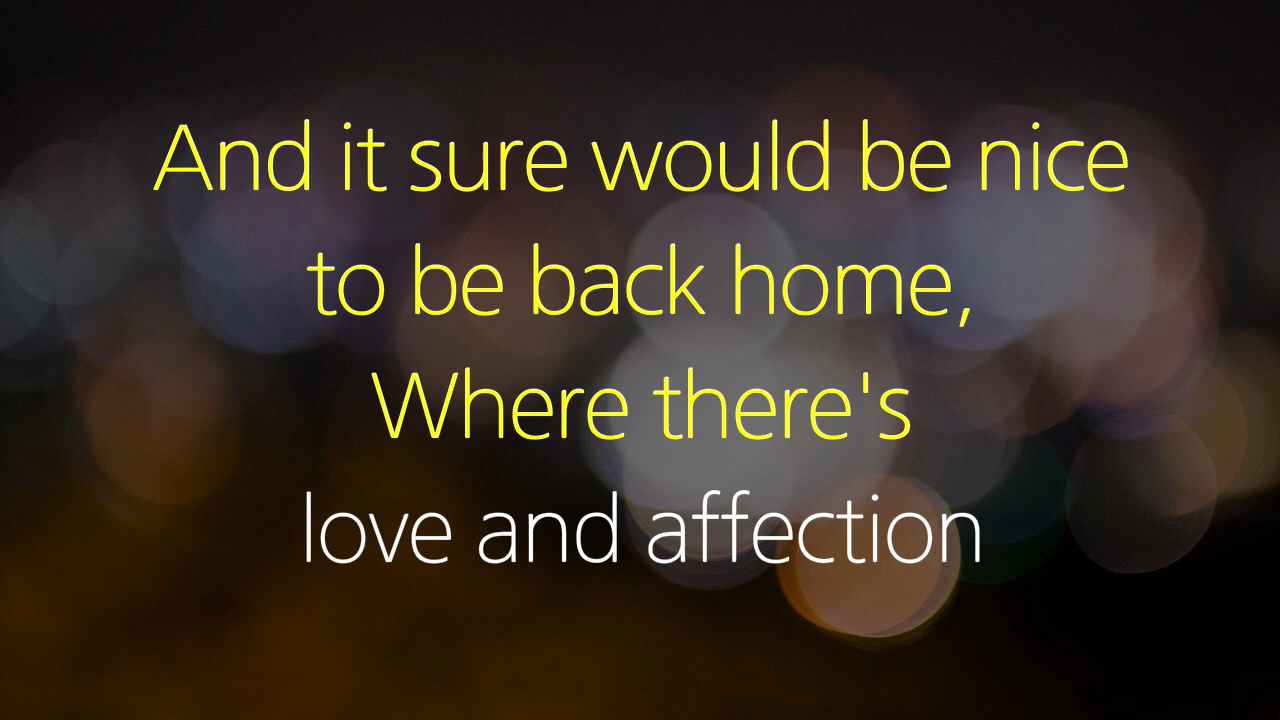 And it sure would be nice
to be back home,
Where there's
love and affection